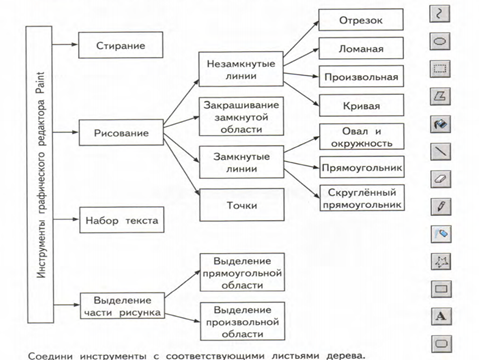 Инструменты графического редактора Paint
Стирание
Рисование
Набор текста
Выделение
части рисунка
Незамкнутые
линии
Закрашивание
замкнутой
области
Замкнутые
линии
Точки
Выделение
прямоугольной
области
Выделение
произвольной
области
Отрезок
Ломаная
Произвольная
Кривая
Овал и
окружность
Прямоугольник
Скруглённый
прямоугольник
A
Соедини инструменты с соответствующими листьями дерева.